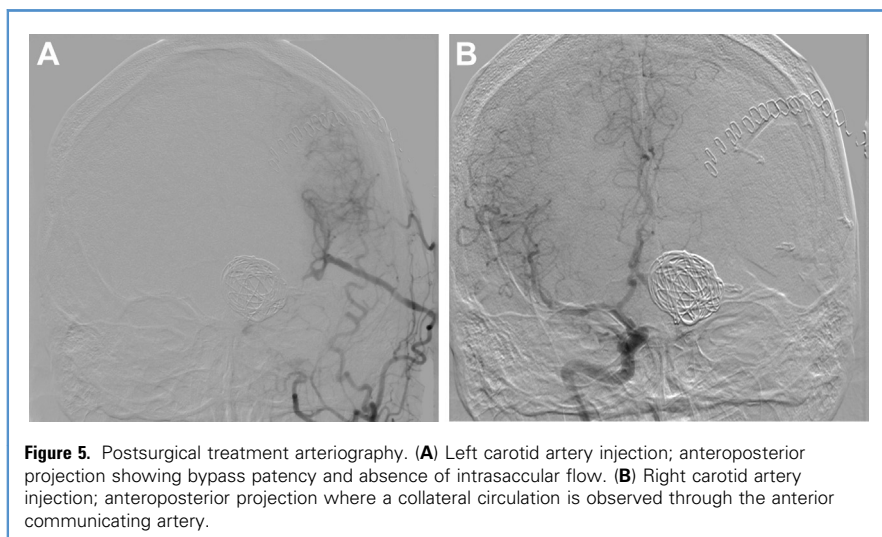 A
B
Figure 5. Postsurgical treatment arteriography. (A) Left carotid artery injection; anteroposterior
projection showing bypass patency and absence of intrasaccular flow. (B) Right carotid artery
injection; anteroposterior projection where a collateral circulation is observed through the anterior
communicating artery.